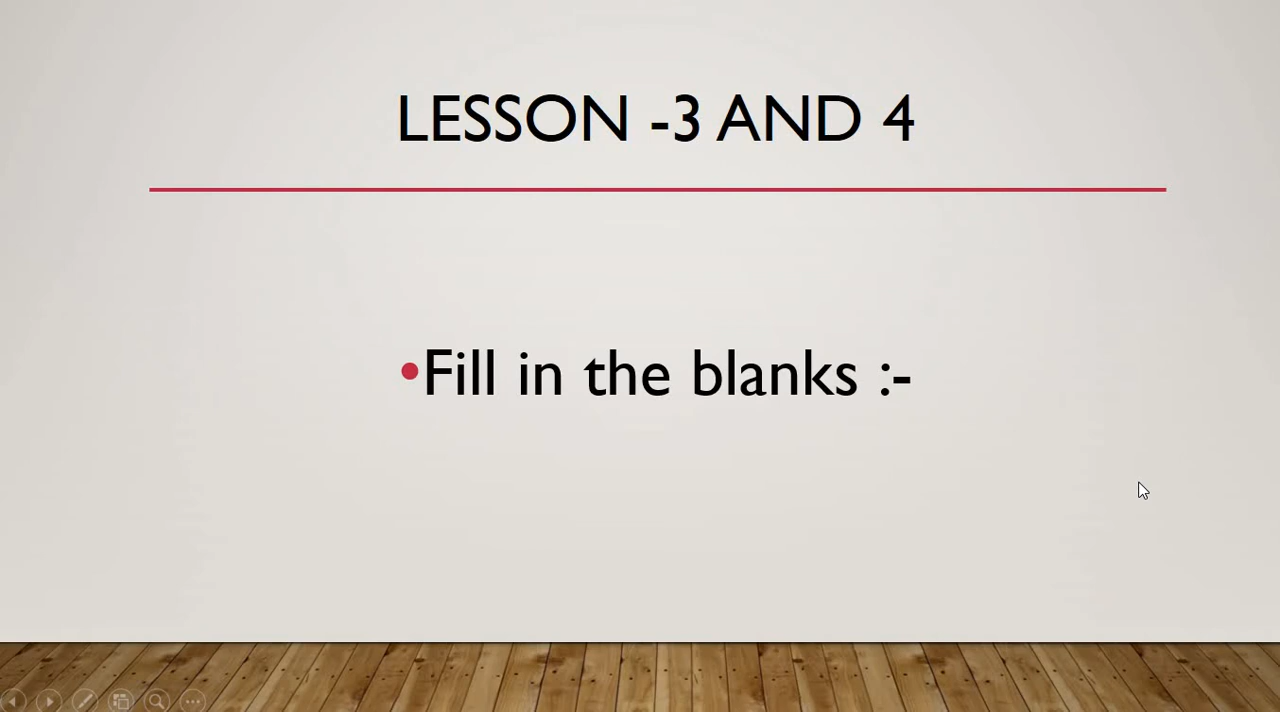 LESSON -3 AND 4
•Fill in the blanks :-